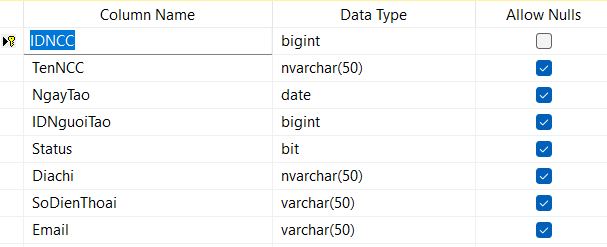 Column Name Data Type Allow Nulls
IDNCC bigint
TenNCC nvarchar(50)
NgayTao date
IDNguoiTao bigint
Status bit
Diachi nvarchar(50)
SoDienThoai varchar(50)
Email varchar(50)